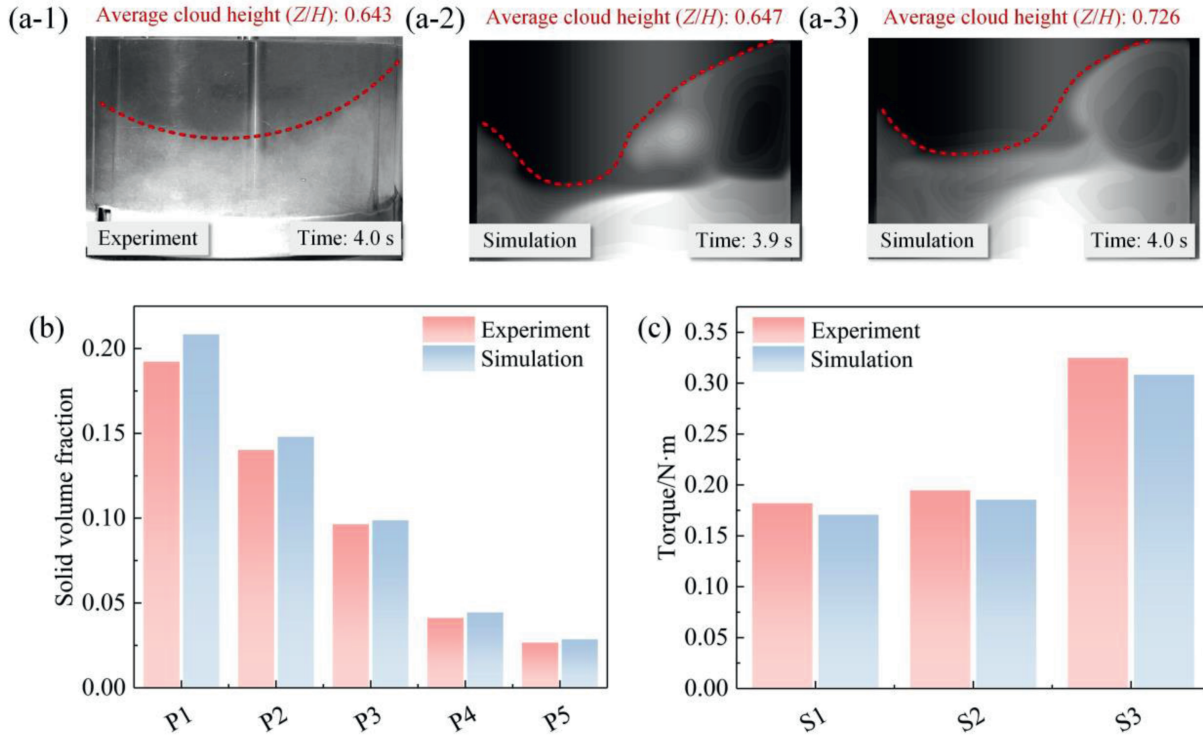 (a-1)
Average cloud height (Z/H): 0.643
Experiment
Time: 4.0 s
(a-2)
Average cloud height (Z/H): 0.647
Simulation
Time: 3.9 s
(a-3)
Average cloud height (Z/H): 0.726
Simulation
Time: 4.0 s
(b)
Experiment
Simulation
Solid volume fraction
0.20
0.15
0.10
0.05
0.00
P1
P2
P3
P4
P5
(c)
Experiment
Simulation
Torque/N·m
0.35
0.30
0.25
0.20
0.15
0.10
0.05
0.00
S1
S2
S3